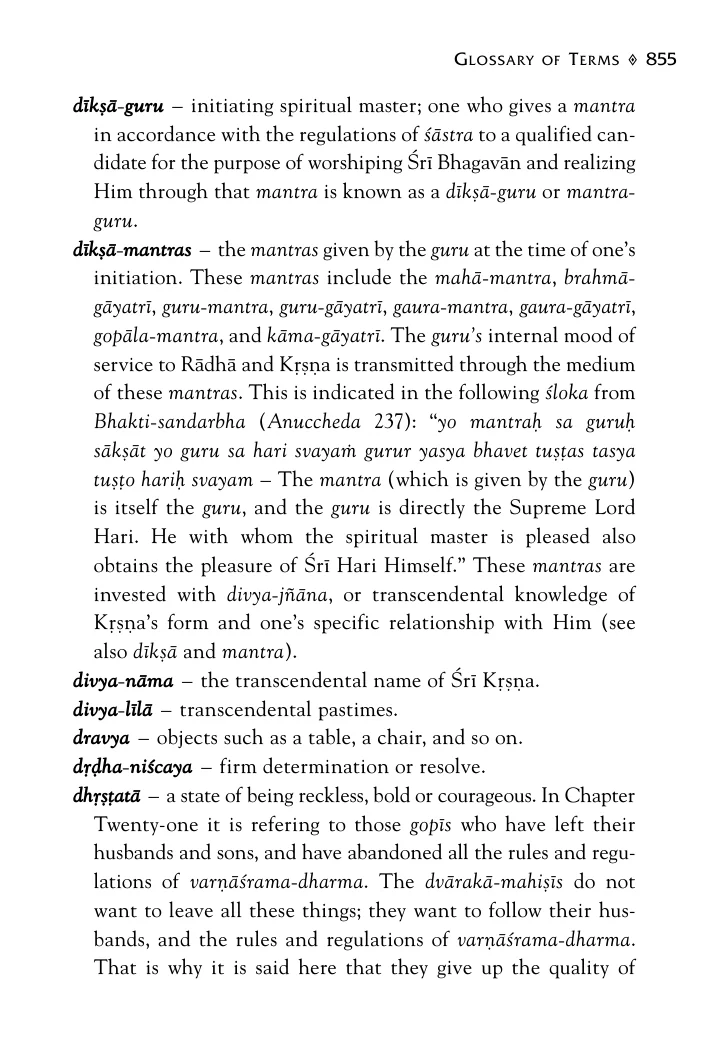 GLOSSARY OF TERMS ◊ 855
dīkṣā-guru – initiating spiritual master; one who gives a mantra
in accordance with the regulations of śāstra to a qualified can-
didate for the purpose of worshiping Śrī Bhagavān and realizing
Him through that mantra is known as a dīkṣā-guru or mantra-
guru.
dīkṣā-mantras – the mantras given by the guru at the time of one’s
initiation. These mantras include the mahā-mantra, brahmā-
gāyatrī, guru-mantra, guru-gāyatrī, gaura-mantra, gaura-gāyatrī,
gopāla-mantra, and kāma-gāyatrī. The guru’s internal mood of
service to Rādhā and Kṛṣṇa is transmitted through the medium
of these mantras. This is indicated in the following śloka from
Bhakti-sandarbha (Anuccheda 237): “yo mantraḥ sa guruḥ
sākṣāt yo guru sa hari svayaṁ gurur yasya bhavet tuṣṭas tasya
tuṣṭo hariḥ svayam – The mantra (which is given by the guru)
is itself the guru, and the guru is directly the Supreme Lord
Hari. He with whom the spiritual master is pleased also
obtains the pleasure of Śrī Hari Himself.” These mantras are
invested with divya-jñāna, or transcendental knowledge of
Kṛṣṇa’s form and one’s specific relationship with Him (see
also dīkṣā and mantra).
divya-nāma – the transcendental name of Śrī Kṛṣṇa.
divya-līlā – transcendental pastimes.
dravya – objects such as a table, a chair, and so on.
dṛḍha-niścaya – firm determination or resolve.
dhṛṣṭatā – a state of being reckless, bold or courageous. In Chapter
Twenty-one it is refering to those gopīs who have left their
husbands and sons, and have abandoned all the rules and regu-
lations of varṇāśrama-dharma. The dvārakā-mahiṣīs do not
want to leave all these things; they want to follow their hus-
bands, and the rules and regulations of varṇāśrama-dharma.
That is why it is said here that they give up the quality of